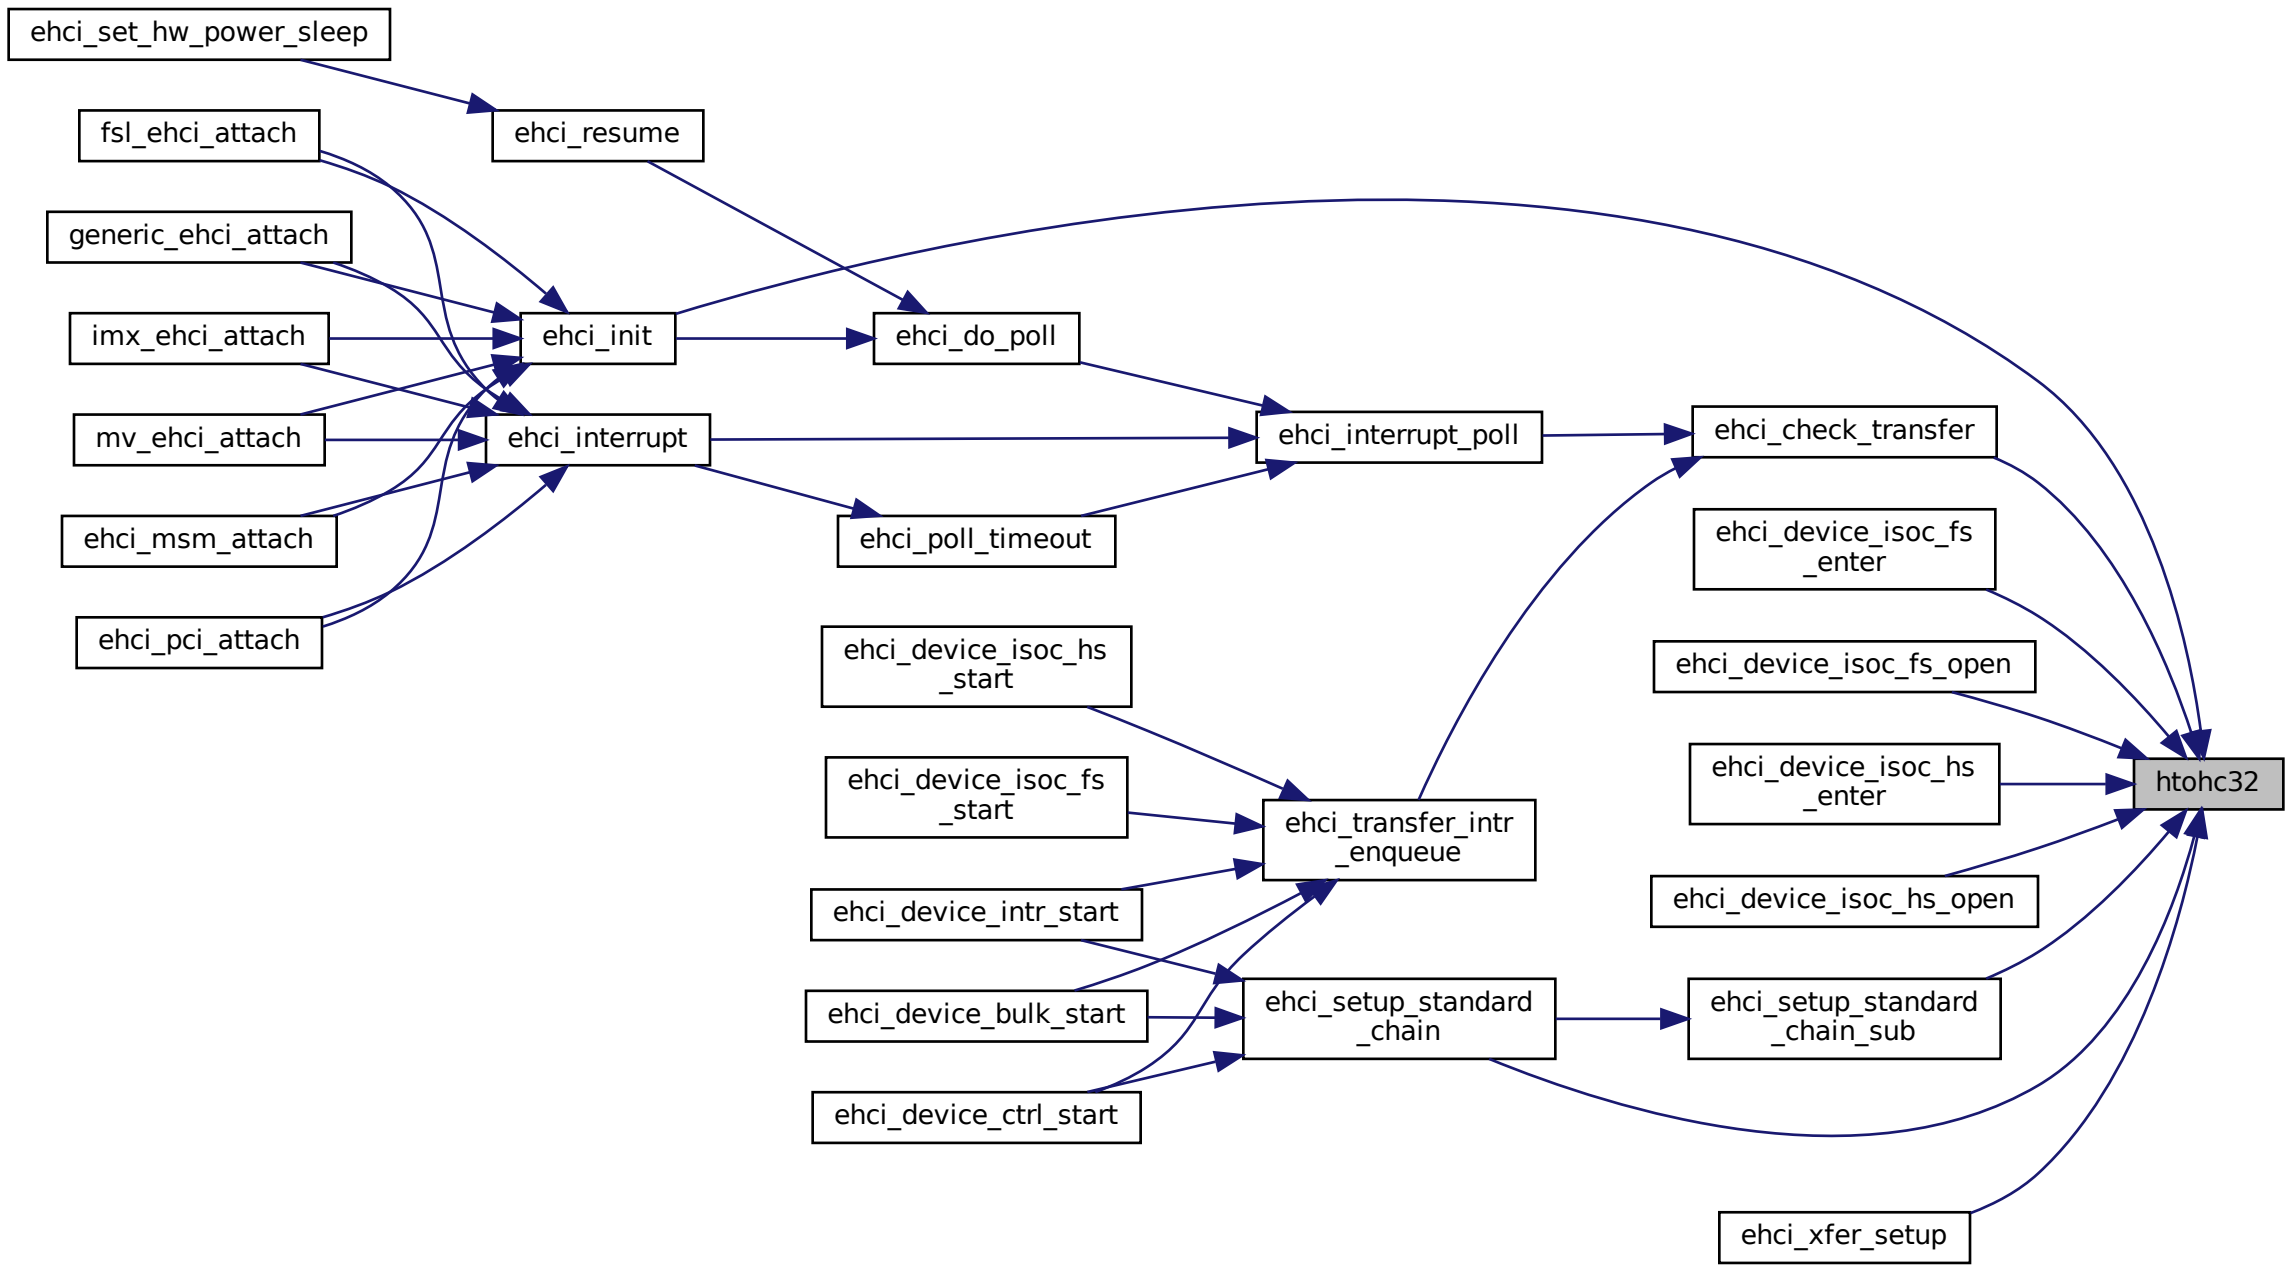 ehci_set_hw_power_sleep
fsl_ehci_attach
generic_ehci_attach
imx_ehci_attach
mv_ehci_attach
ehci_msm_attach
ehci_pci_attach
ehci_resume
ehci_init
ehci_interrupt
ehci_do_poll
ehci_poll_timeout
ehci_device_isoc_hs
_start
ehci_device_isoc_fs
_start
ehci_device_intr_start
ehci_device_bulk_start
ehci_device_ctrl_start
ehci_interrupt_poll
ehci_transfer_intr
_enqueue
ehci_setup_standard
_chain
ehci_check_transfer
ehci_device_isoc_fs
_enter
ehci_device_isoc_fs_open
ehci_device_isoc_hs
_enter
ehci_device_isoc_hs_open
ehci_setup_standard
_chain_sub
ehci_xfer_setup
htohc32